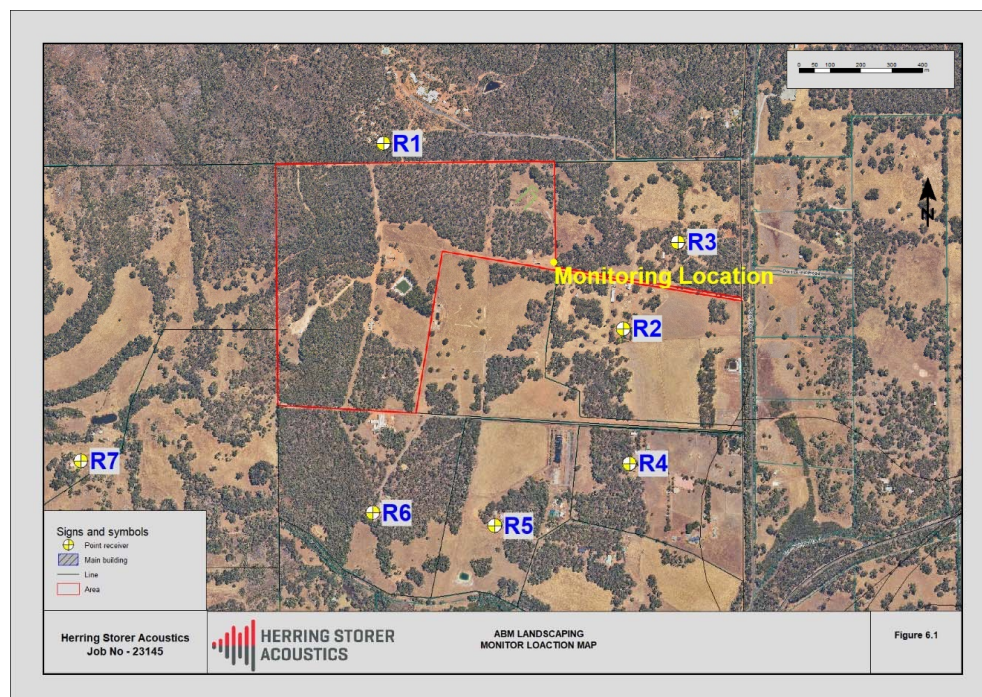 0 50 100 200 300 400
m
R1
N
R3
Monitoring Location
R2
R7
R4
R6
R5
Signs and symbols
Point receiver
Main building
Line
Area
Herring Storer Acoustics
Job No - 23145
HERRING STORER
ACOUSTICS
ABM LANDSCAPING
MONITOR LOACTION MAP
Figure 6.1